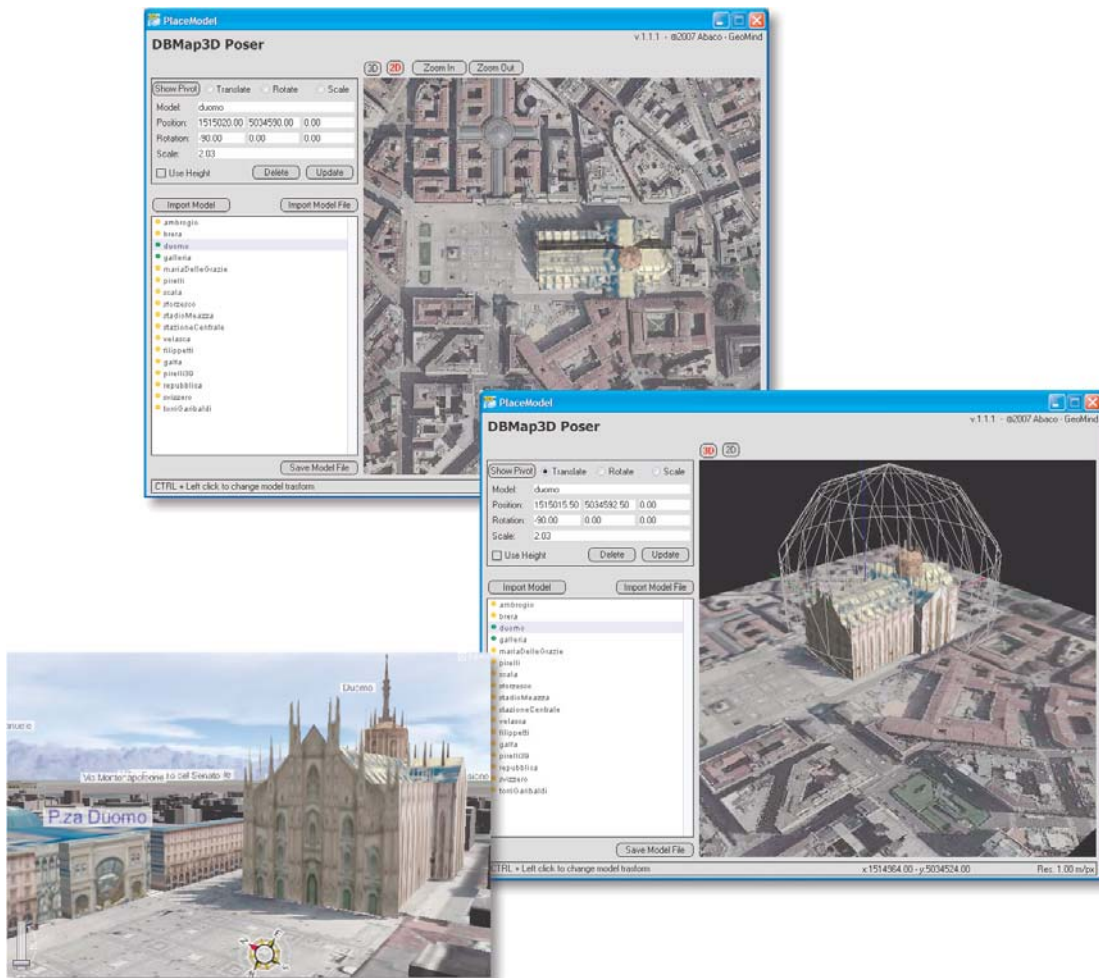 PlaceModel
DBMap3D Poser
v.1.1.1 - @2007 Abaco - GeoMind
3D 2D Zoom In Zoom Out
Show Pivot Translate Rotate Scale
Model: duomo
Position: 1515020.00 5034590.00 0.00
Rotation: -90.00 0.00 0.00
Scale: 2.03
Use Height Delete Update
Import Model Import Model File
ambrogio
brera
duomo
galleria
mariaDelleGrazie
pirelli
scala
sforzesco
stadioMeazza
stazioneCentrale
velasca
filippetti
galfa
pirelli39
repubblica
svizzero
torriGaribaldi
Save Model File
CTRL + Left click to change model trasform
PlaceModel
DBMap3D Poser
v.1.1.1 - @2007 Abaco - GeoMind
3D 2D
Show Pivot Translate Rotate Scale
Model: duomo
Position: 1515015.50 5034592.50 0.00
Rotation: -90.00 0.00 0.00
Scale: 2.03
Use Height Delete Update
Import Model Import Model File
ambrogio
brera
duomo
galleria
mariaDelleGrazie
pirelli
scala
sforzesco
stadioMeazza
stazioneCentrale
velasca
filippetti
galfa
pirelli39
repubblica
svizzero
torriGaribaldi
Save Model File
CTRL + Left click to change model trasform x:1514964.00 - y:5034524.00 Res. 1.00 m/px
Duomo
anuele
Via Montenapoleone
del Senato
P.za Duomo